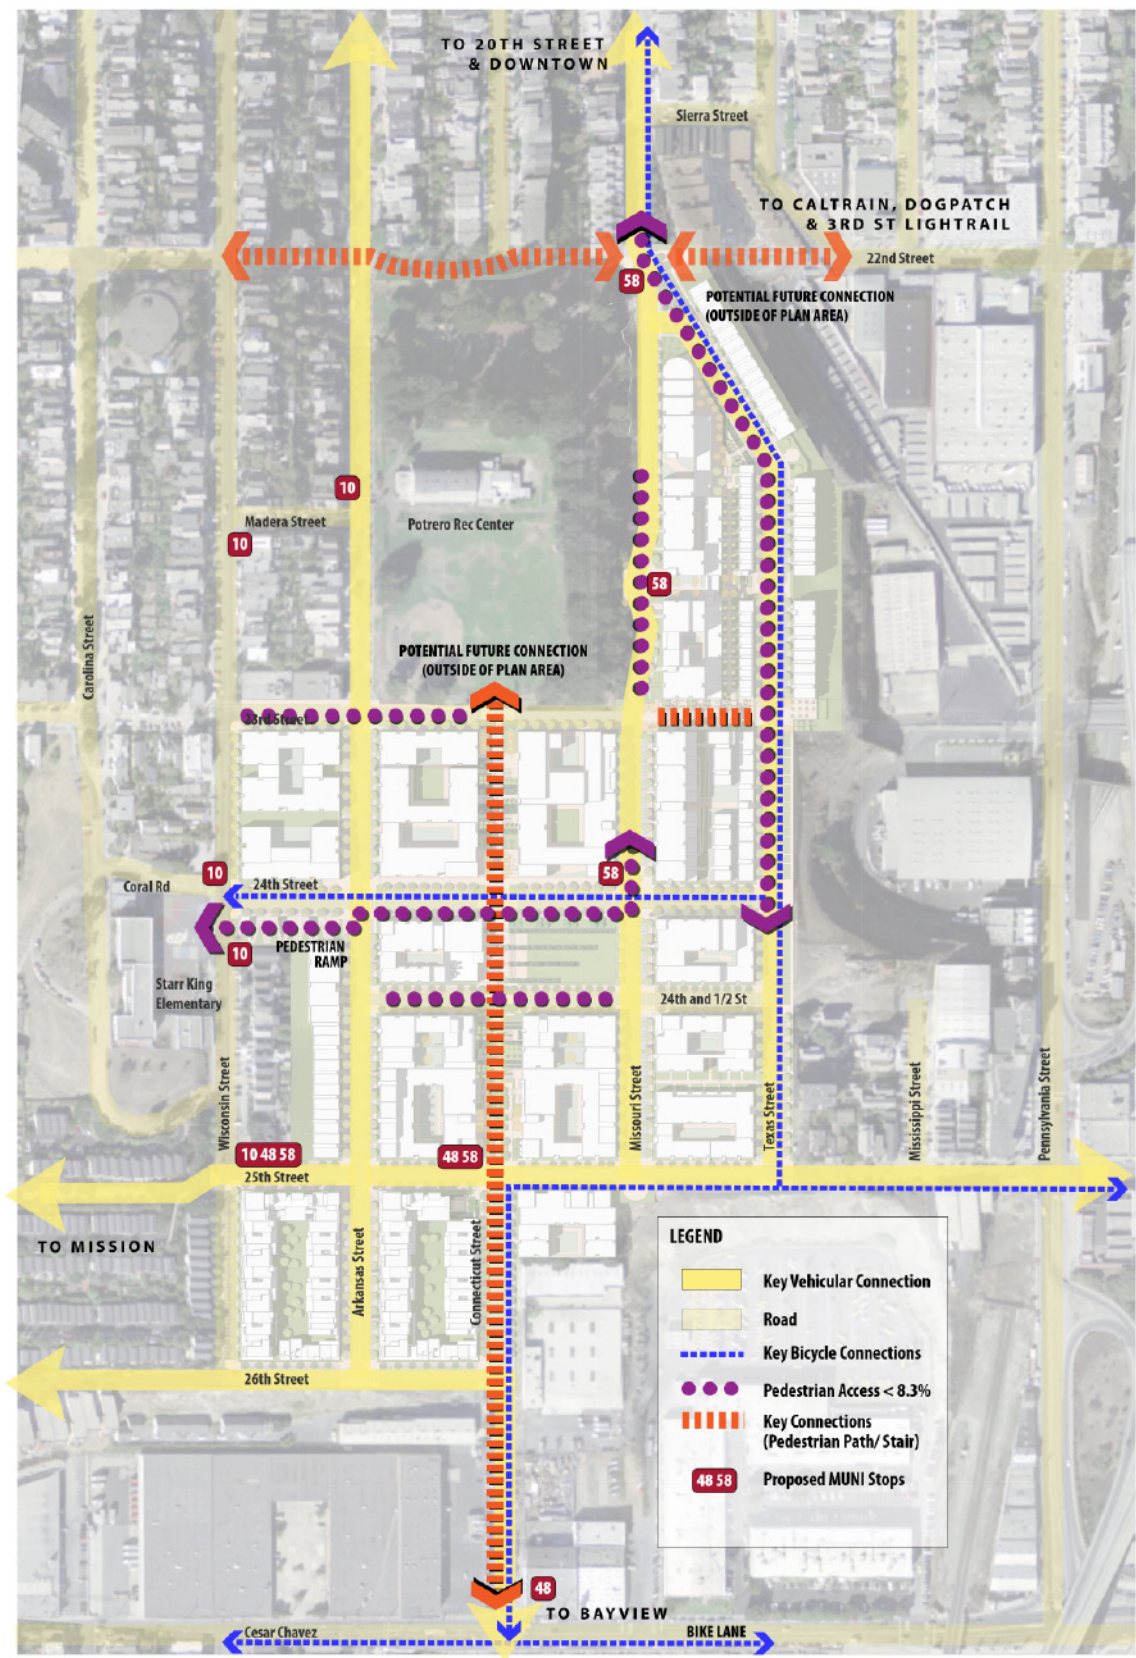 TO 20TH STREET
& DOWNTOWN
Sierra Street
TO CALTRAIN, DOGPATCH
& 3RD ST LIGHTRAIL
22nd Street
58
POTENTIAL FUTURE CONNECTION
(OUTSIDE OF PLAN AREA)
10
Madera Street
Potrero Rec Center
10
58
Carolina Street
POTENTIAL FUTURE CONNECTION
(OUTSIDE OF PLAN AREA)
23rd Street
10
58
Coral Rd
24th Street
10
PEDESTRIAN
RAMP
Starr King
Elementary
24th and 1/2 St
Wisconsin Street
Missouri Street
Texas Street
Mississippi Street
Pennsylvania Street
10 48 58
48 58
25th Street
TO MISSION
Arkansas Street
Connecticut Street
LEGEND
Key Vehicular Connection
Road
Key Bicycle Connections
Pedestrian Access < 8.3%
Key Connections
(Pedestrian Path/ Stair)
48 58
Proposed MUNI Stops
26th Street
48
TO BAYVIEW
Cesar Chavez
BIKE LANE